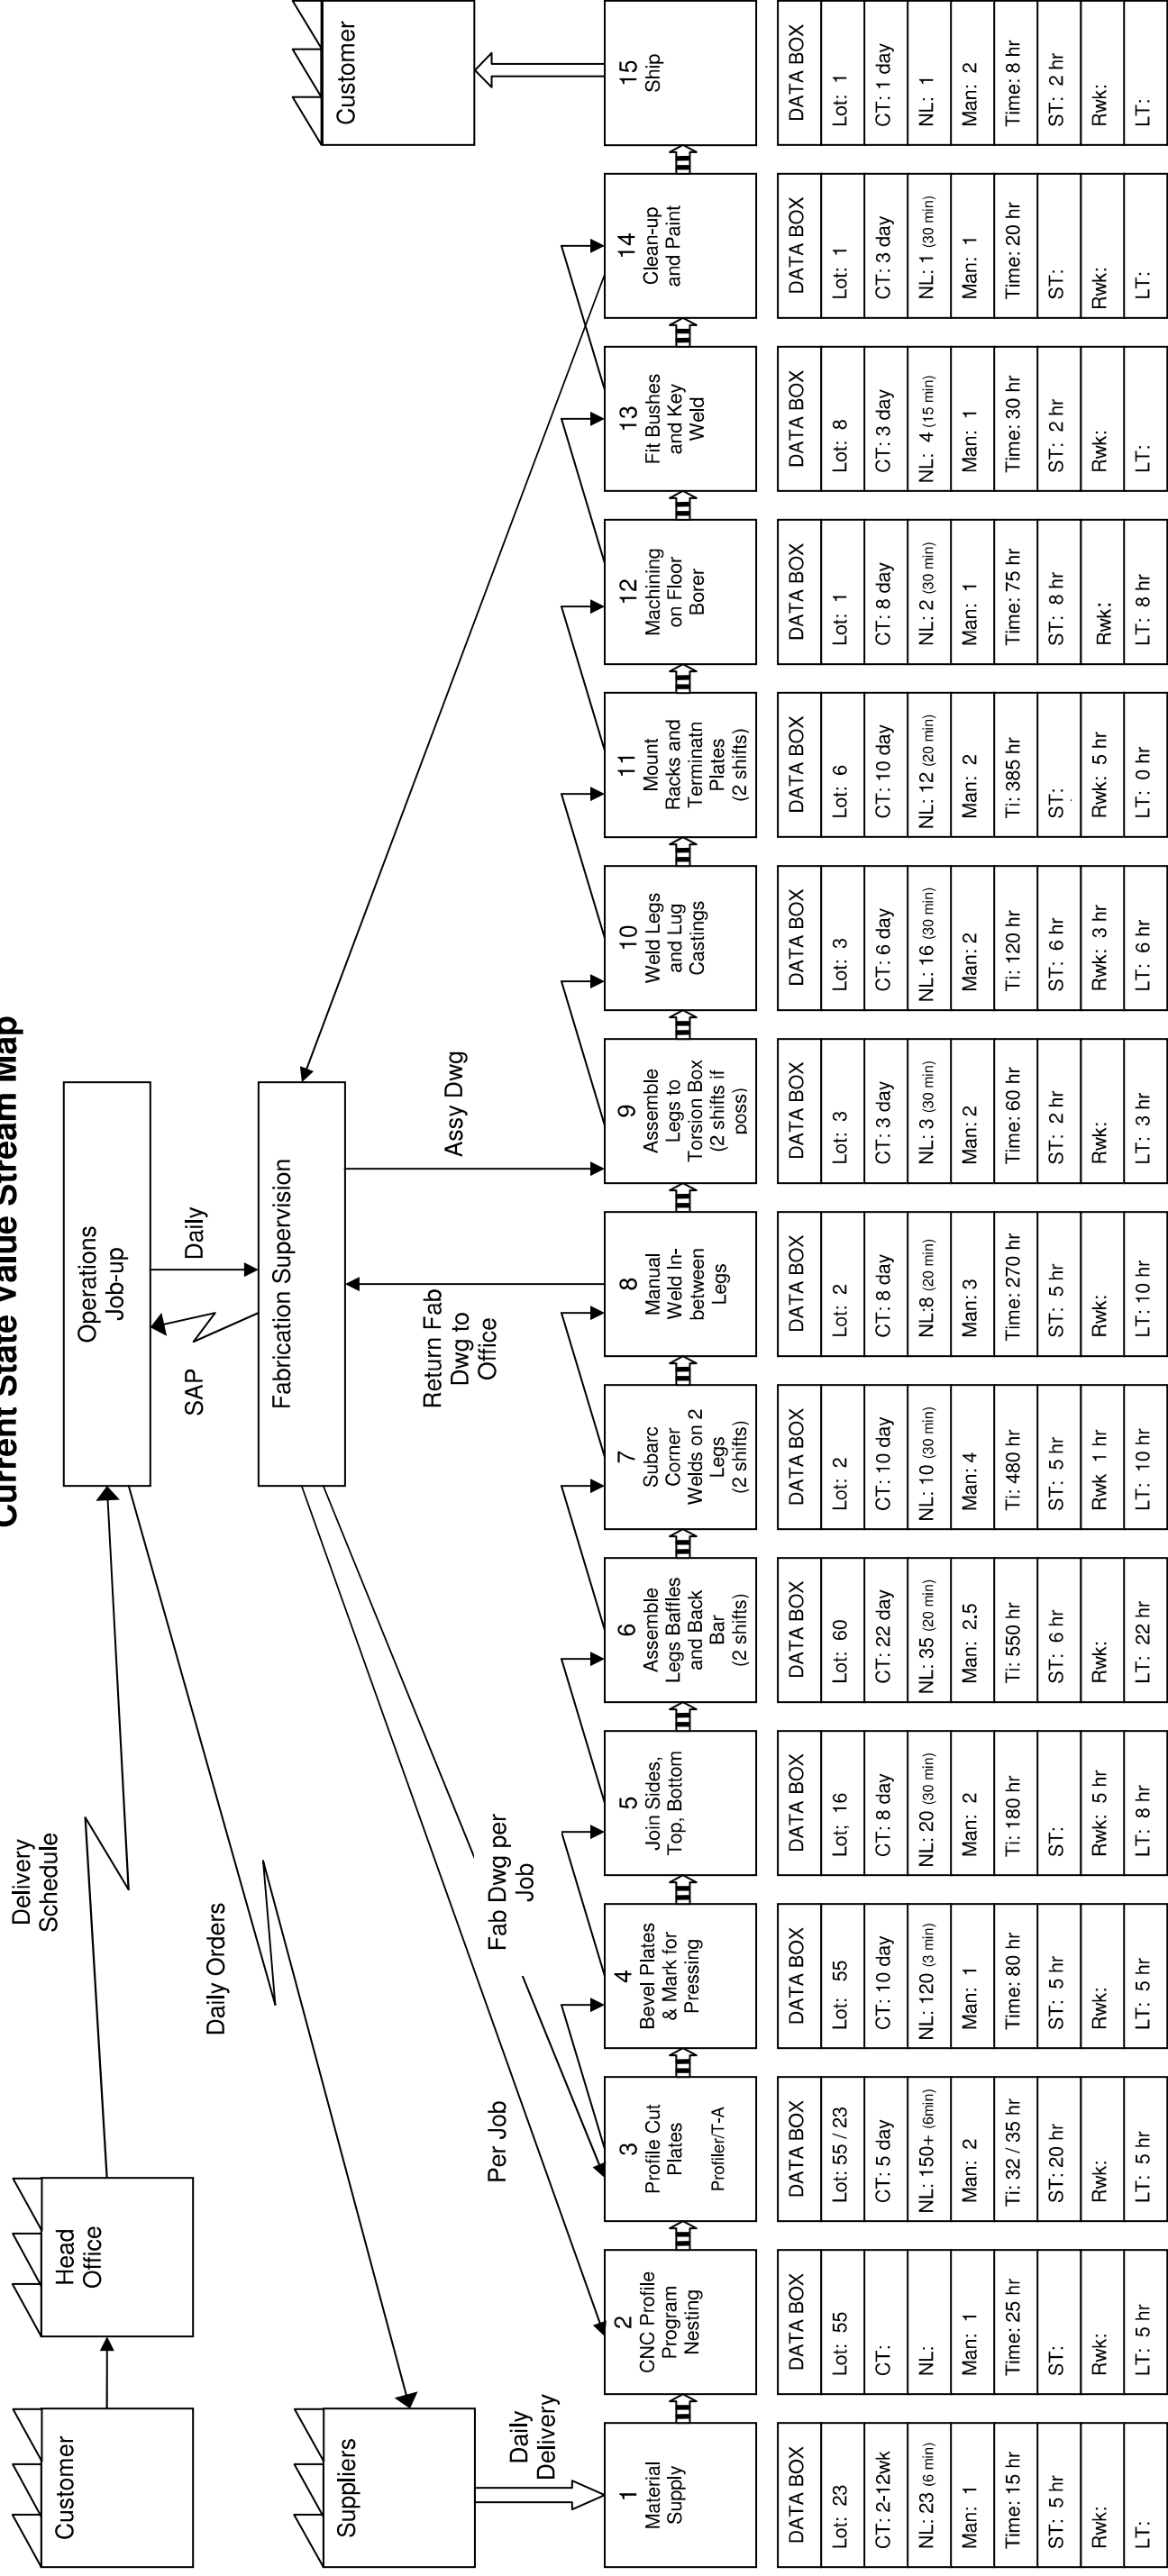 Current State Value Stream Map
Customer
Head
Office
Delivery
Schedule
Operations
Job-up
Daily Orders
SAP
Daily
Suppliers
Fabrication Supervision
Customer
Daily
Delivery
Per Job
Fab Dwg per
Job
Return Fab
Dwg to
Office
Assy Dwg
1
Material
Supply
DATA BOX
Lot: 23
CT: 2-12wk
NL: 23 (6 min)
Man: 1
Time: 15 hr
ST: 5 hr
Rwk:
LT:
2
CNC Profile
Program
Nesting
DATA BOX
Lot: 55
CT:
NL:
Man: 1
Time: 25 hr
ST:
Rwk:
LT: 5 hr
3
Profile Cut
Plates
Profiler/T-A
DATA BOX
Lot: 55 / 23
CT: 5 day
NL: 150+ (6min)
Man: 2
Ti: 32 / 35 hr
ST: 20 hr
Rwk:
LT: 5 hr
4
Bevel Plates
& Mark for
Pressing
DATA BOX
Lot: 55
CT: 10 day
NL: 120 (3 min)
Man: 1
Time: 80 hr
ST: 5 hr
Rwk:
LT: 5 hr
5
Join Sides,
Top, Bottom
DATA BOX
Lot; 16
CT: 8 day
NL: 20 (30 min)
Man: 2
Ti: 180 hr
ST:
Rwk: 5 hr
LT: 8 hr
6
Assemble
Legs Baffles
and Back
Bar
(2 shifts)
DATA BOX
Lot: 60
CT: 22 day
NL: 35 (20 min)
Man: 2.5
Ti: 550 hr
ST: 6 hr
Rwk:
LT: 22 hr
7
Subarc
Corner
Welds on 2
Legs
(2 shifts)
DATA BOX
Lot: 2
CT: 10 day
NL: 10 (30 min)
Man: 4
Ti: 480 hr
ST: 5 hr
Rwk 1 hr
LT: 10 hr
8
Manual
Weld In-
between
Legs
DATA BOX
Lot: 2
CT: 8 day
NL:8 (20 min)
Man: 3
Time: 270 hr
ST: 5 hr
Rwk:
LT: 10 hr
9
Assemble
Legs to
Torsion Box
(2 shifts if
poss)
DATA BOX
Lot: 3
CT: 3 day
NL: 3 (30 min)
Man: 2
Time: 60 hr
ST: 2 hr
Rwk:
LT: 3 hr
10
Weld Legs
and Lug
Castings
DATA BOX
Lot: 3
CT: 6 day
NL: 16 (30 min)
Man: 2
Ti: 120 hr
ST: 6 hr
Rwk: 3 hr
LT: 6 hr
11
Mount
Racks and
Terminatn
Plates
(2 shifts)
DATA BOX
Lot: 6
CT: 10 day
NL: 12 (20 min)
Man: 2
Ti: 385 hr
ST:
Rwk: 5 hr
LT: 0 hr
12
Machining
on Floor
Borer
DATA BOX
Lot: 1
CT: 8 day
NL: 2 (30 min)
Man: 1
Time: 75 hr
ST: 8 hr
Rwk:
LT: 8 hr
13
Fit Bushes
and Key
Weld
DATA BOX
Lot: 8
CT: 3 day
NL: 4 (15 min)
Man: 1
Time: 30 hr
ST: 2 hr
Rwk:
LT:
14
Clean-up
and Paint
DATA BOX
Lot: 1
CT: 3 day
NL: 1 (30 min)
Man: 1
Time: 20 hr
ST:
Rwk:
LT:
15
Ship
DATA BOX
Lot: 1
CT: 1 day
NL: 1
Man: 2
Time: 8 hr
ST: 2 hr
Rwk:
LT: